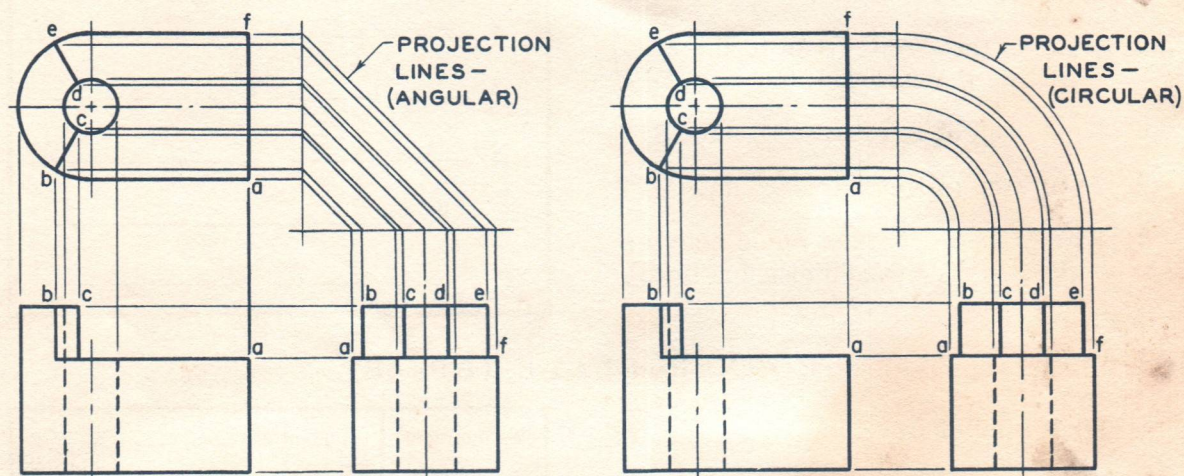 e
f
PROJECTION
LINES –
(ANGULAR)
d
c
b
a
b
c
a
a
b
c
d
e
f
e
f
PROJECTION
LINES –
(CIRCULAR)
d
c
b
a
b
c
a
a
b
c
d
e
f